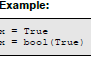 Example:
x = True
x = bool(True)